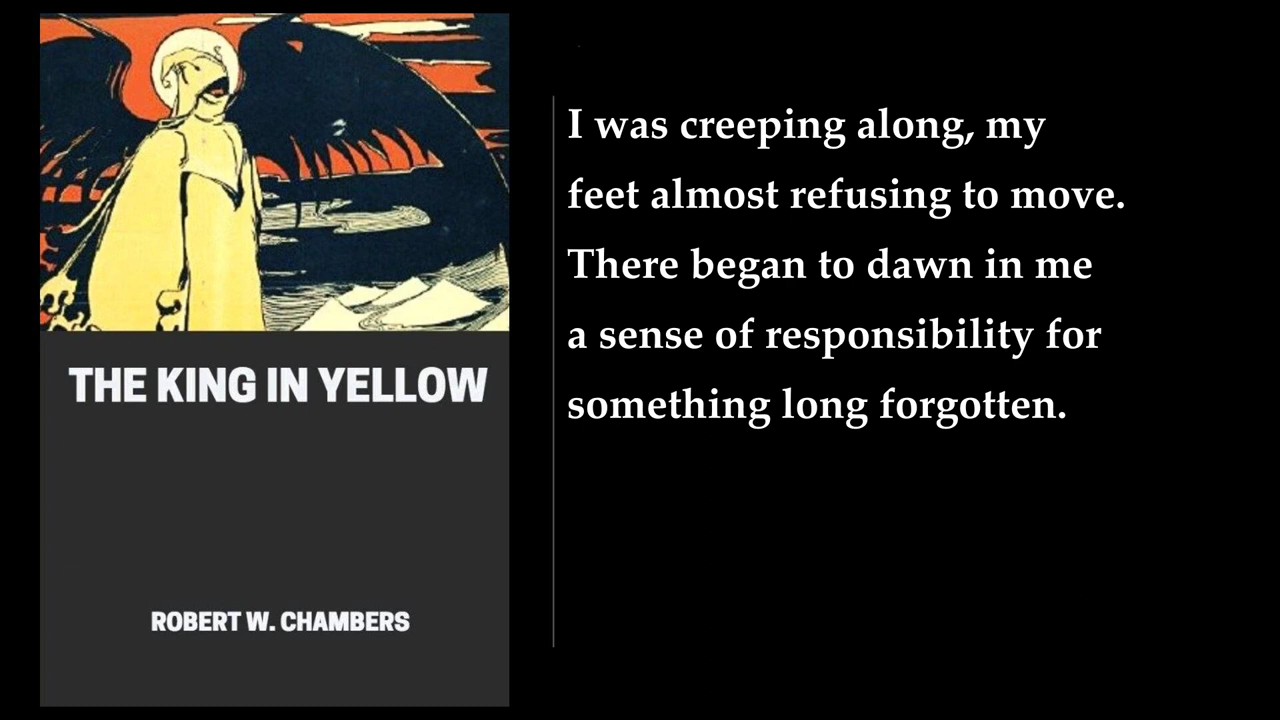 THE KING IN YELLOW
ROBERT W. CHAMBERS
I was creeping along, my
feet almost refusing to move.
There began to dawn in me
a sense of responsibility for
something long forgotten.